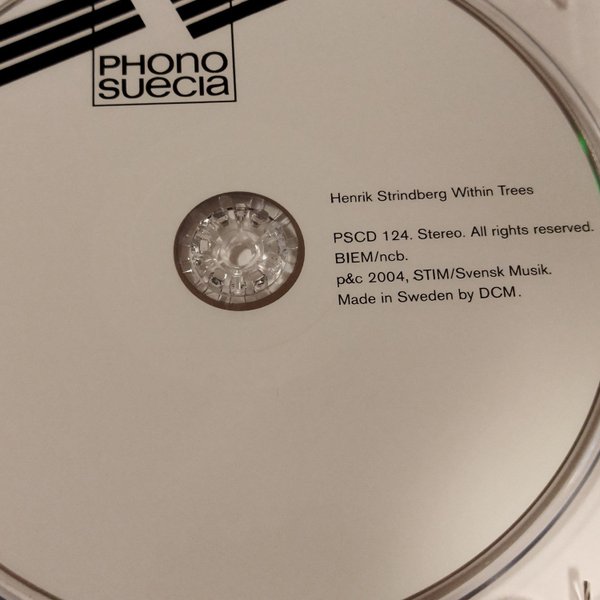 PHONO
SUECIA
Henrik Strindberg Within Trees
PSCD 124. Stereo. All rights reserved.
BIEM/ncb.
p&c 2004, STIM/Svensk Musik.
Made in Sweden by DCM.